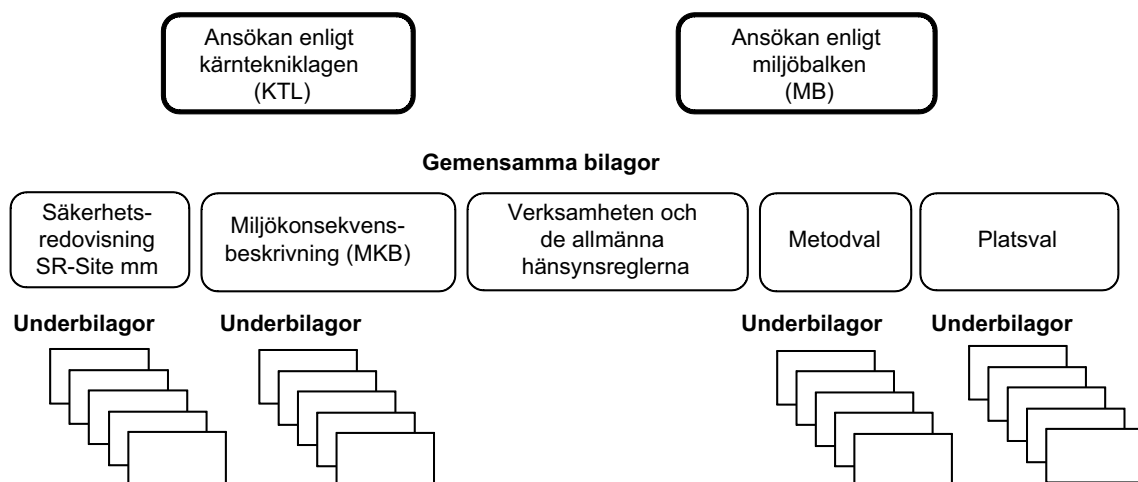 Ansökan enligt
kärntekniklagen
(KTL)
Ansökan enligt
miljöbalken
(MB)
Gemensamma bilagor
Säkerhets-
redovisning
SR-Site mm
Miljökonsekvens-
beskrivning (MKB)
Verksamheten och
de allmänna
hänsynsreglerna
Metodval
Platsval
Underbilagor
Underbilagor
Underbilagor
Underbilagor